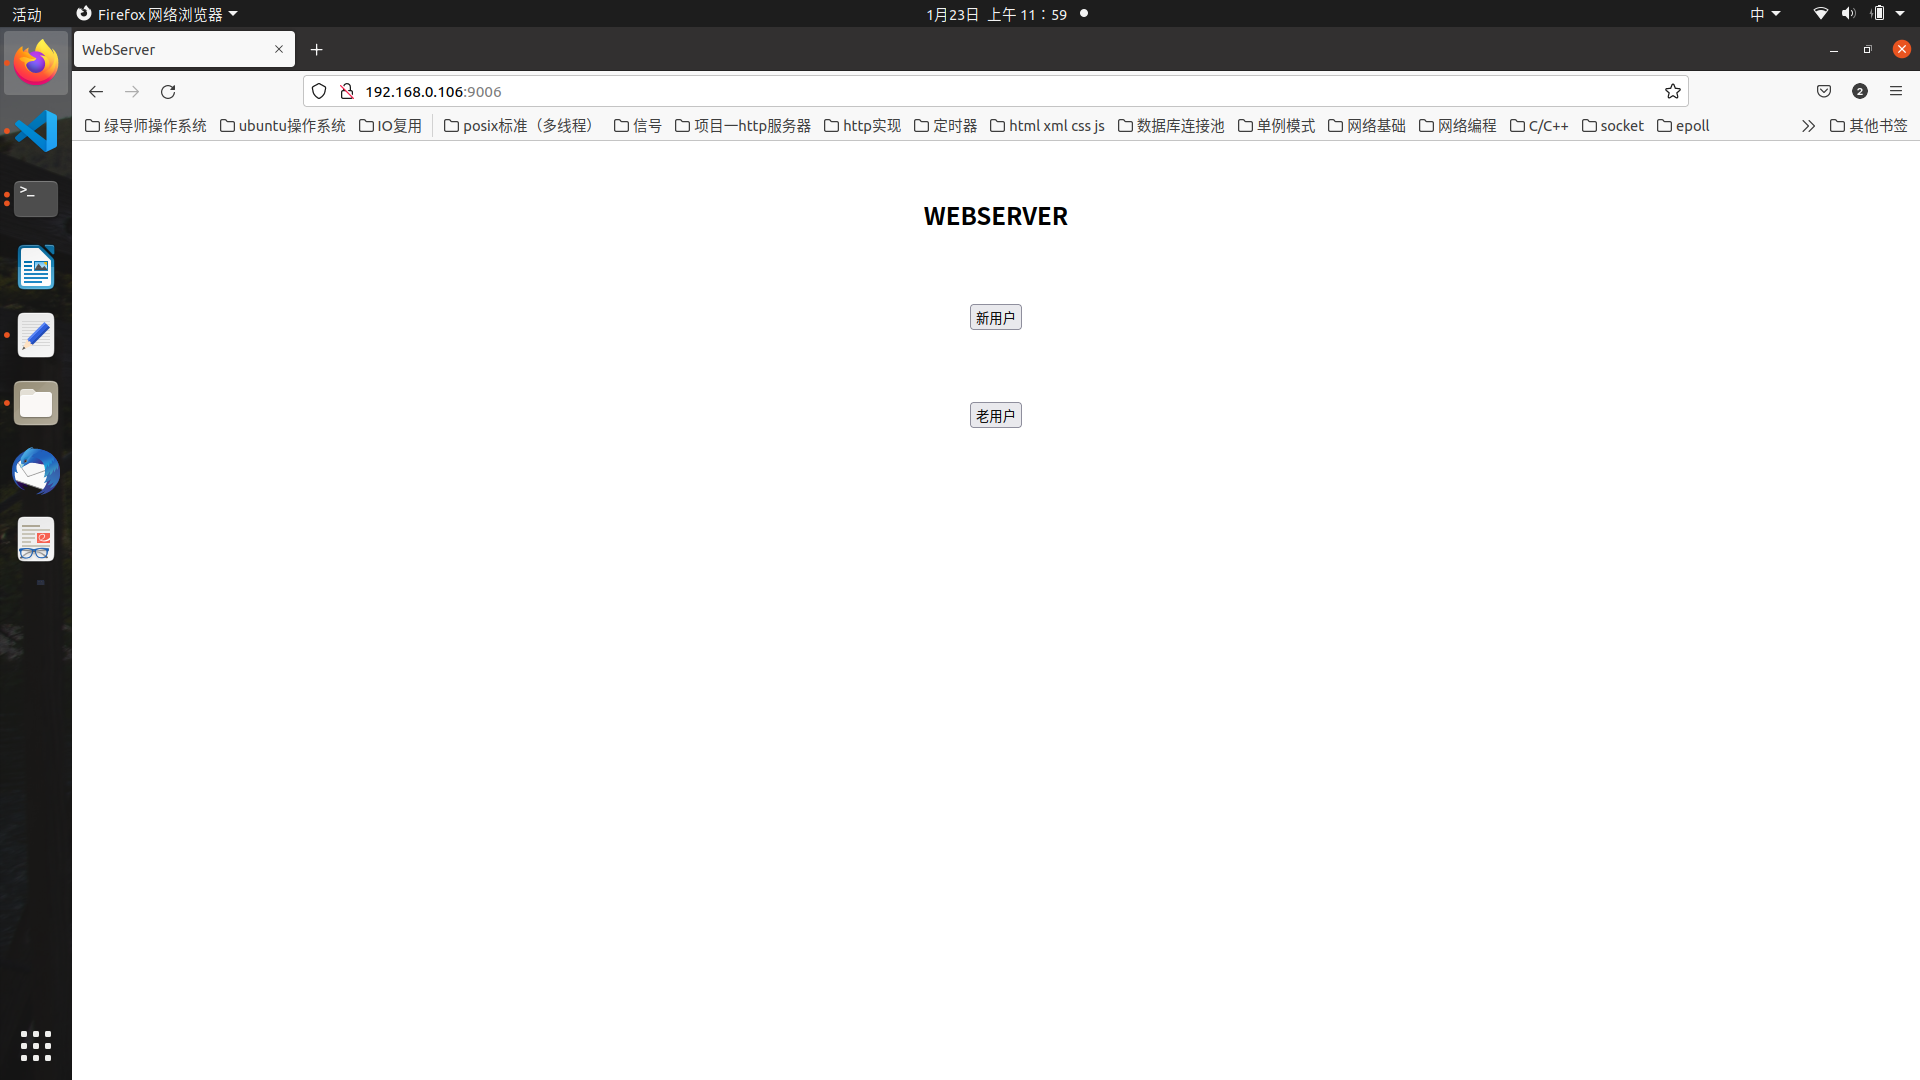 活动 Firefox 网络浏览器 1月23日 上午 11：59 中
WebServer
192.168.0.106:9006 2
绿导师操作系统 ubuntu操作系统 IO复用 posix标准（多线程） 信号 项目一http服务器 http实现 定时器 html xml css js 数据库连接池 单例模式 网络基础 网络编程 C/C++ socket epoll 其他书签
WEBSERVER
新用户
老用户